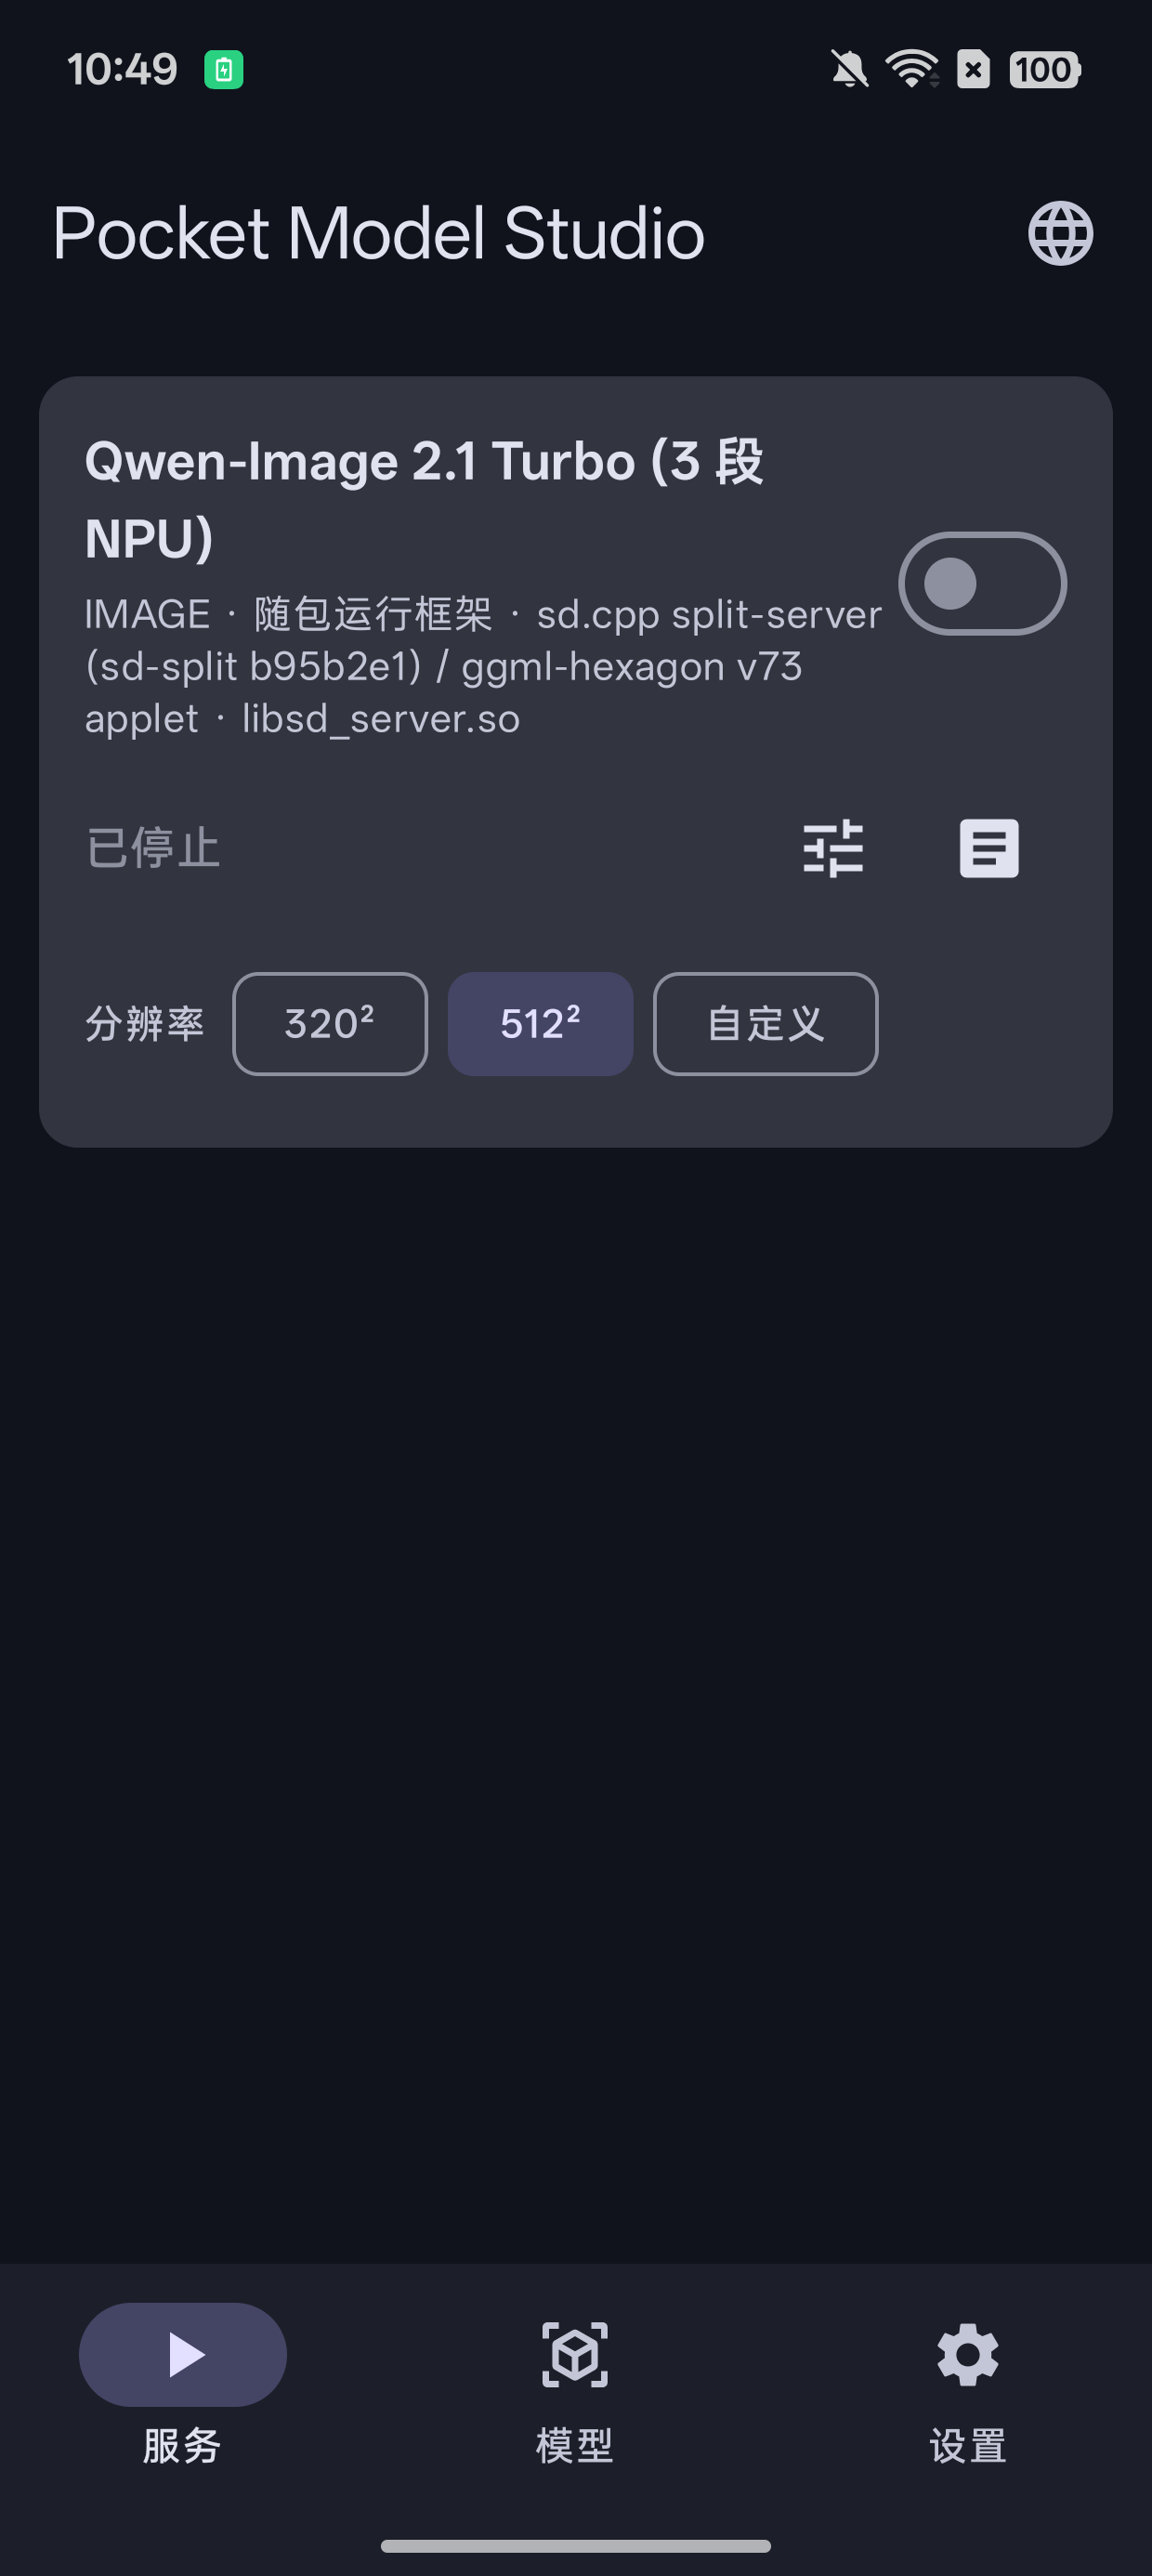 10:49
100
Pocket Model Studio
Qwen-Image 2.1 Turbo (3 段
NPU)
IMAGE · 随包运行框架 · sd.cpp split-server
(sd-split b95b2e1) / ggml-hexagon v73
applet · libsd_server.so
已停止
分辨率 320² 512² 自定义
服务 模型 设置